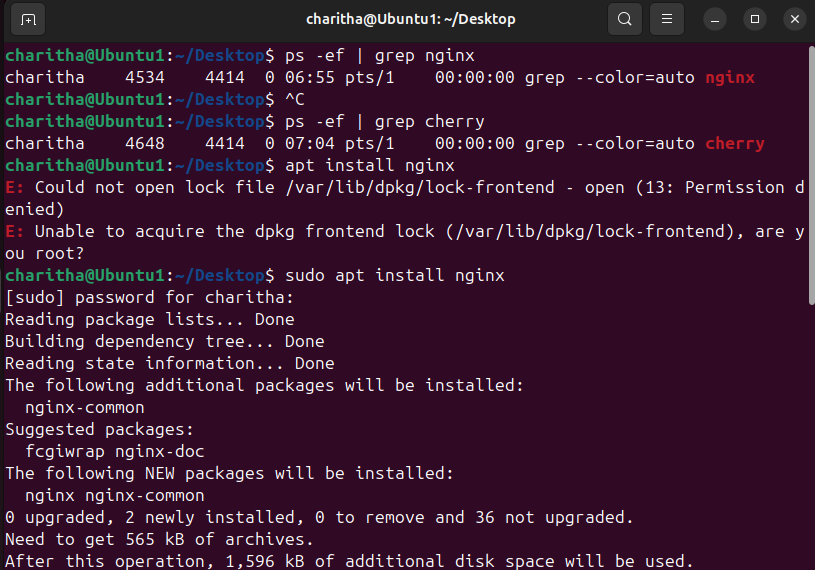 charitha@Ubuntu1: ~/Desktop
charitha@Ubuntu1:~/Desktop$ ps -ef | grep nginx
charitha    4534    4414  0 06:55 pts/1    00:00:00 grep --color=auto nginx
charitha@Ubuntu1:~/Desktop$ ^C
charitha@Ubuntu1:~/Desktop$ ps -ef | grep cherry
charitha    4648    4414  0 07:04 pts/1    00:00:00 grep --color=auto cherry
charitha@Ubuntu1:~/Desktop$ apt install nginx
E: Could not open lock file /var/lib/dpkg/lock-frontend - open (13: Permission d
enied)
E: Unable to acquire the dpkg frontend lock (/var/lib/dpkg/lock-frontend), are y
ou root?
charitha@Ubuntu1:~/Desktop$ sudo apt install nginx
[sudo] password for charitha:
Reading package lists... Done
Building dependency tree... Done
Reading state information... Done
The following additional packages will be installed:
  nginx-common
Suggested packages:
  fcgiwrap nginx-doc
The following NEW packages will be installed:
  nginx nginx-common
0 upgraded, 2 newly installed, 0 to remove and 36 not upgraded.
Need to get 565 kB of archives.
After this operation, 1,596 kB of additional disk space will be used.